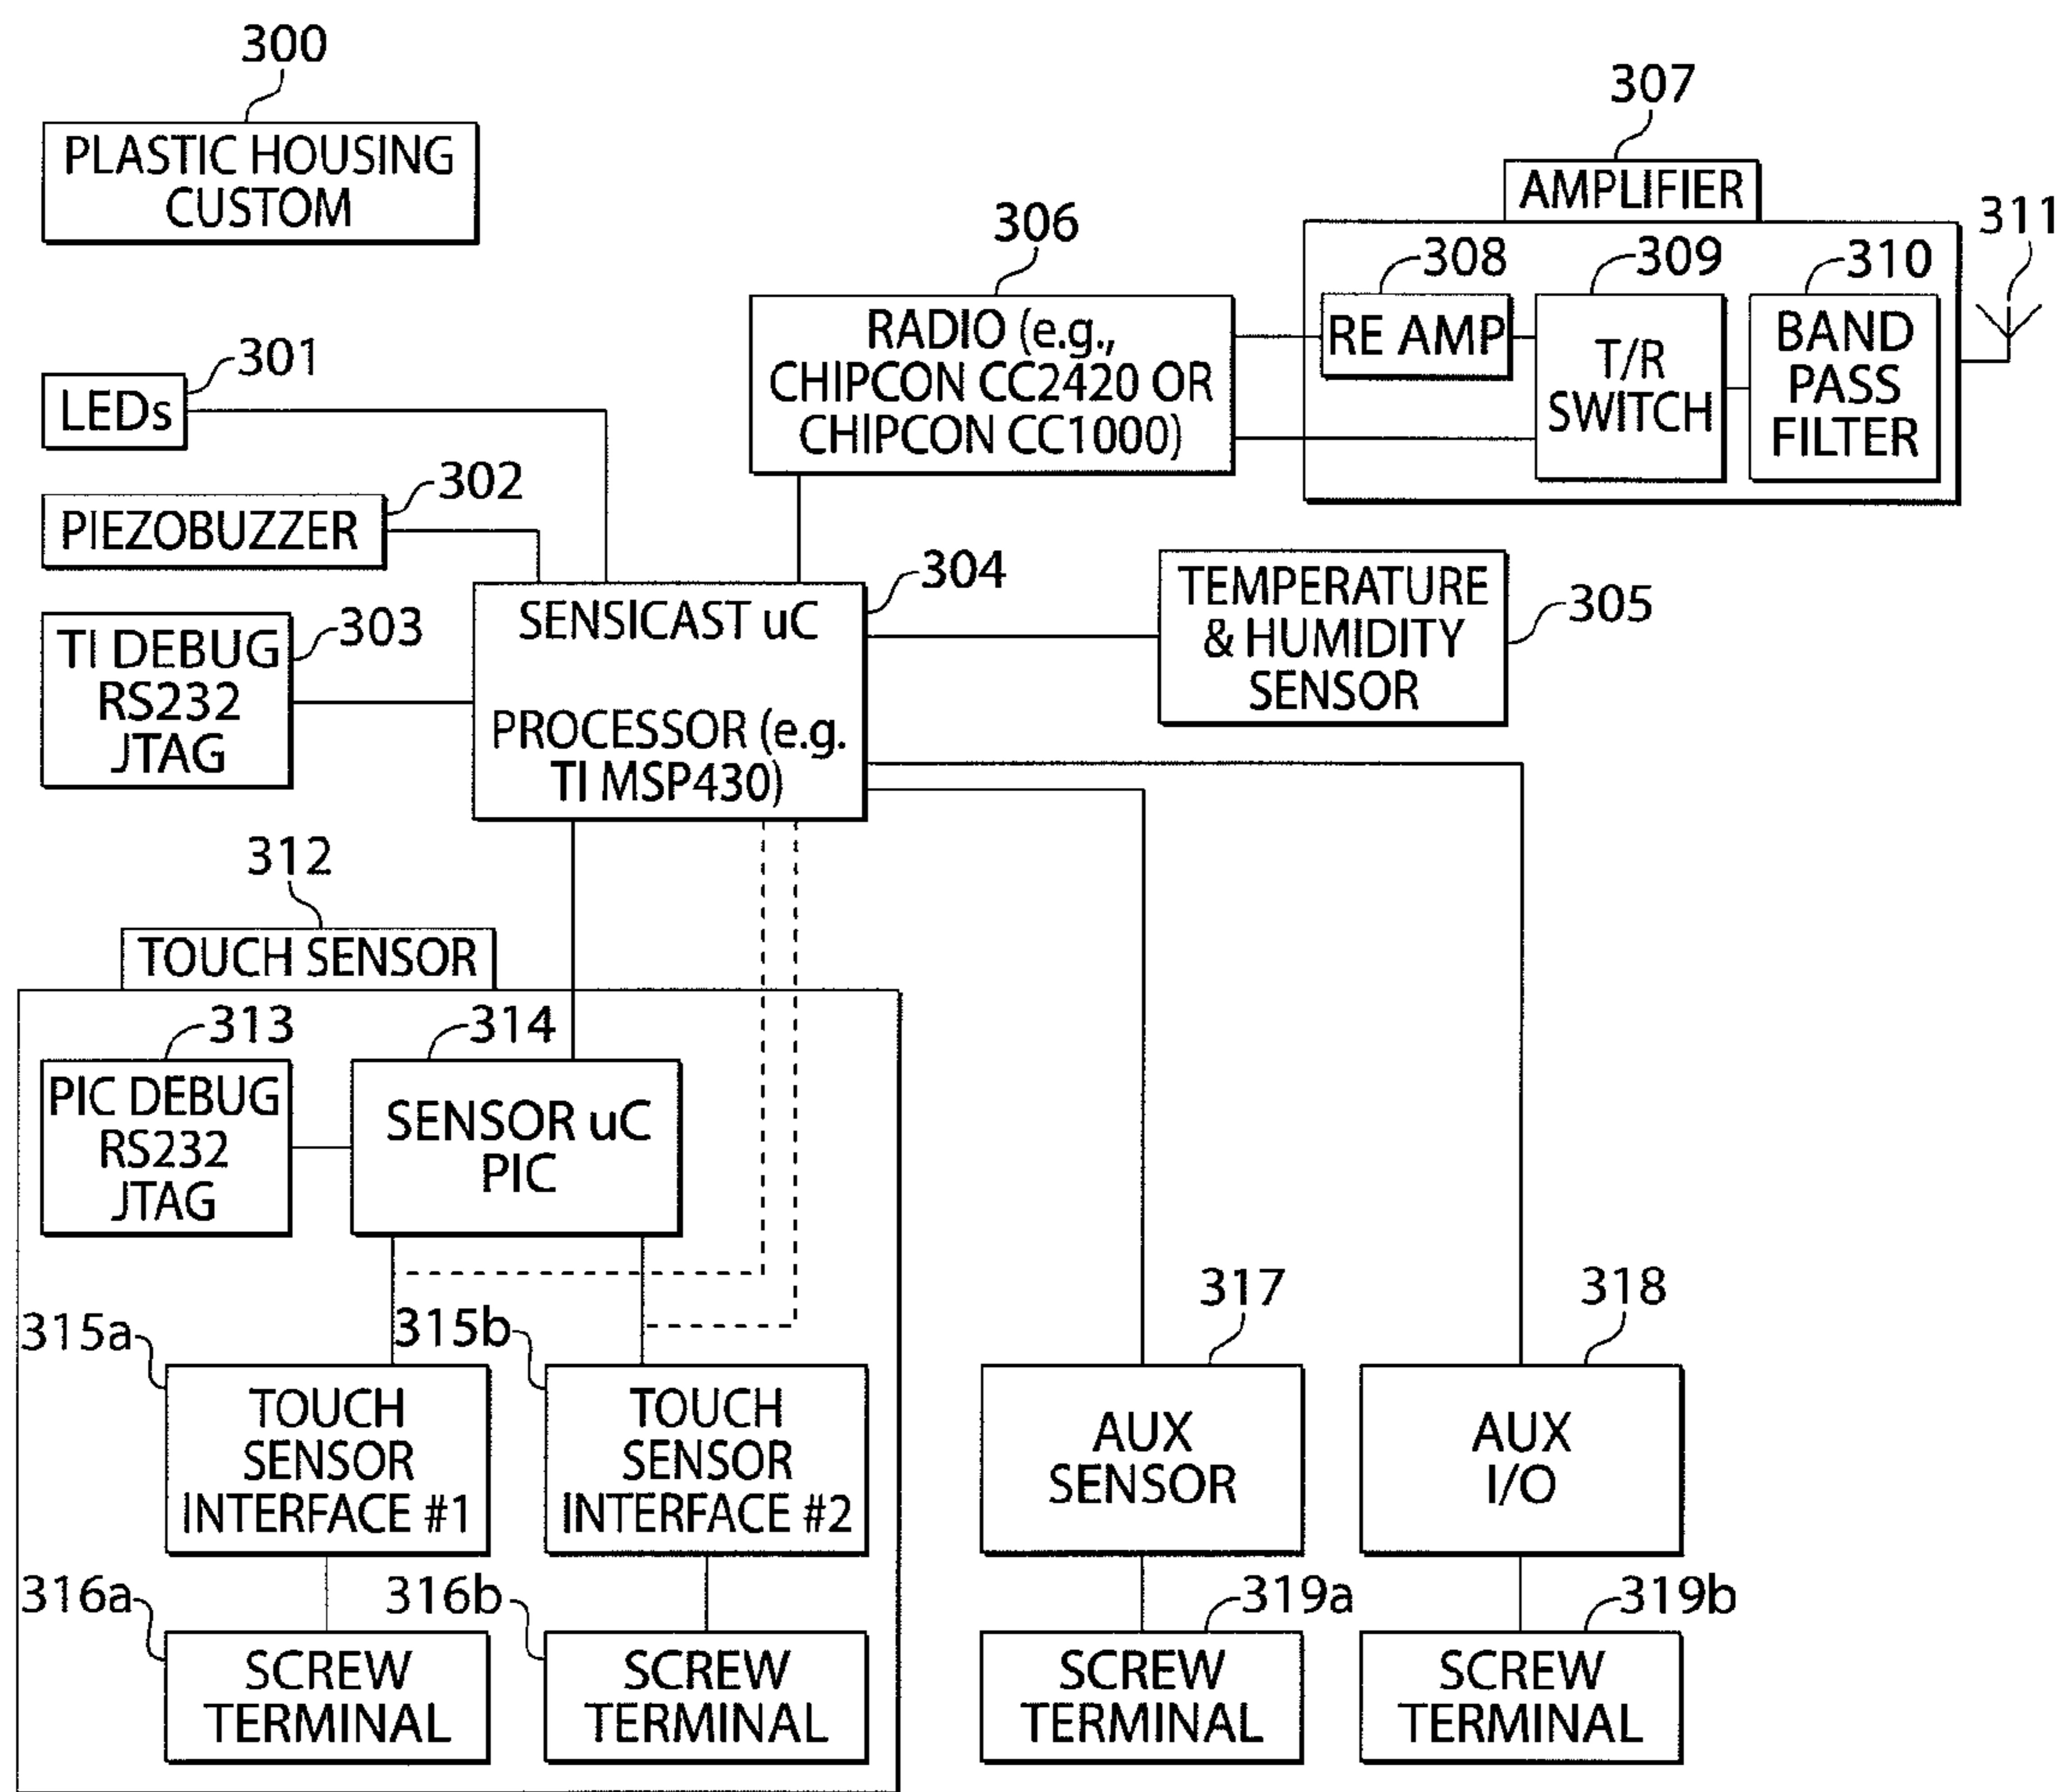 300
PLASTIC HOUSING
CUSTOM
307
AMPLIFIER
311
306
308
309
310
RADIO (e.g.,
CHIPCON CC2420 OR
CHIPCON CC1000)
RE AMP
T/R
SWITCH
BAND
PASS
FILTER
301
LEDs
302
PIEZOBUZZER
303
TI DEBUG
RS232
JTAG
304
SENSICAST uC
PROCESSOR (e.g.
TI MSP430)
305
TEMPERATURE
& HUMIDITY
SENSOR
312
TOUCH SENSOR
313
PIC DEBUG
RS232
JTAG
314
SENSOR uC
PIC
315a
TOUCH
SENSOR
INTERFACE #1
315b
TOUCH
SENSOR
INTERFACE #2
317
AUX
SENSOR
318
AUX
I/O
316a
SCREW
TERMINAL
316b
SCREW
TERMINAL
319a
SCREW
TERMINAL
319b
SCREW
TERMINAL